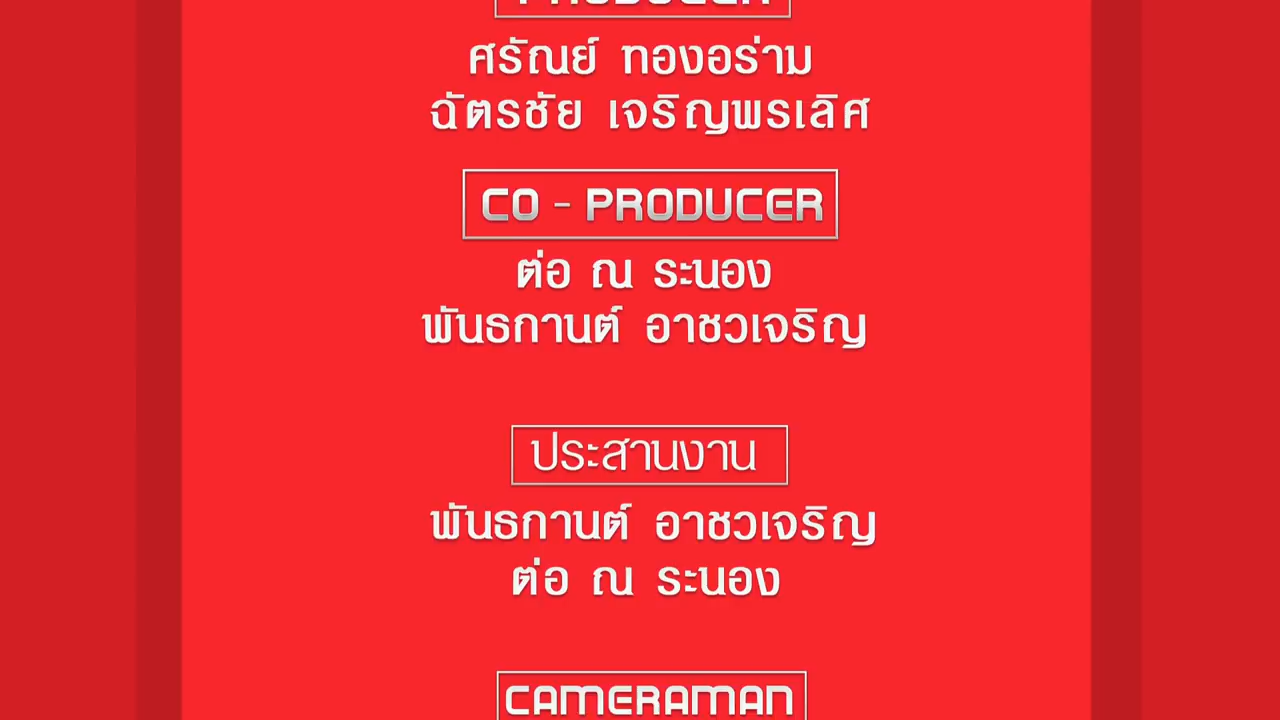 PRODUCER
ศรัณย์ ทองอร่าม
ฉัตรชัย เจริญพรเลิศ
CO - PRODUCER
ต่อ ณ ระนอง
พันธกานต์ อาชวเจริญ
ประสานงาน
พันธกานต์ อาชวเจริญ
ต่อ ณ ระนอง
CAMERAMAN